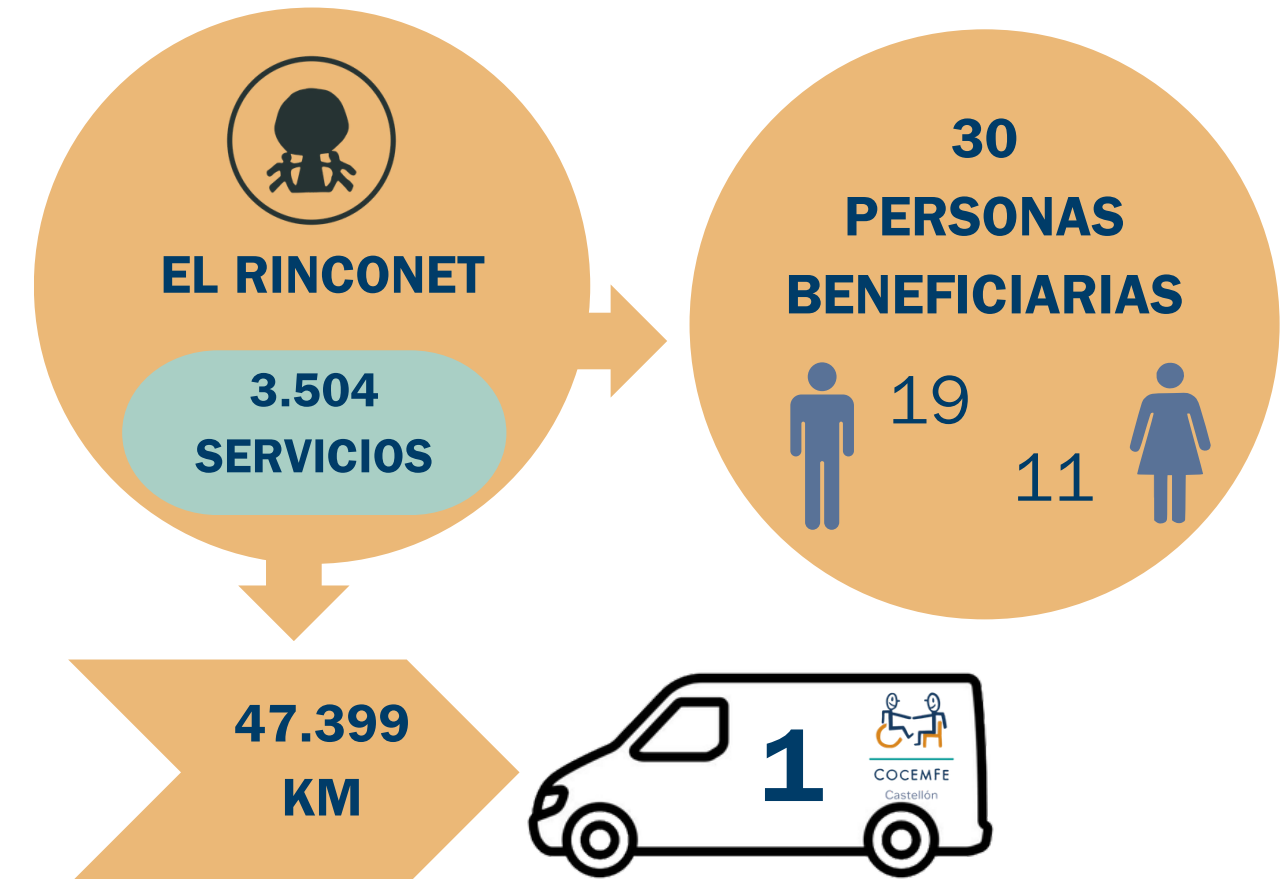 EL RINCONET
3.504
SERVICIOS
30
PERSONAS
BENEFICIARIAS
19
11
47.399
KM
1
COCEMFE
Castellón